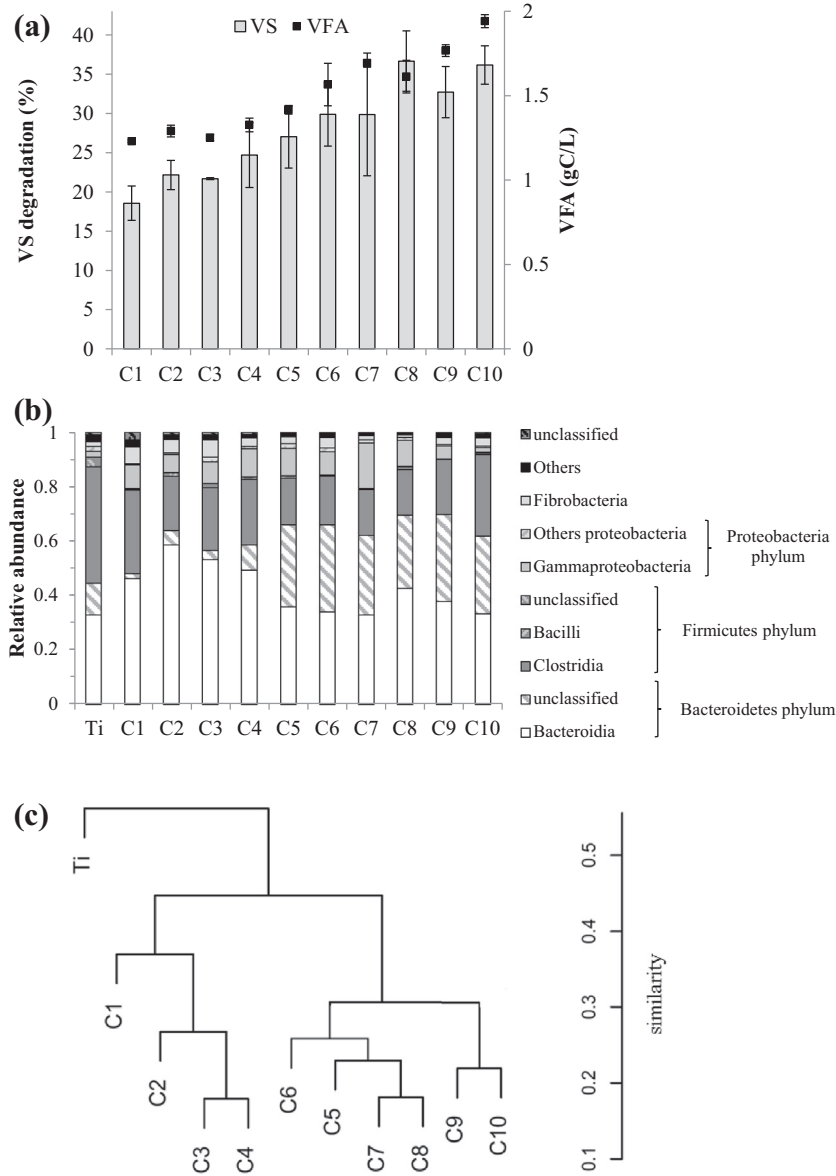 (a)
VS VFA
VS degradation (%)
40
35
30
25
20
15
10
5
0
2
1.5
1
0.5
0
VFA (gC/L)
C1 C2 C3 C4 C5 C6 C7 C8 C9 C10
(b)
Relative abundance
1
0.8
0.6
0.4
0.2
0
Ti C1 C2 C3 C4 C5 C6 C7 C8 C9 C10
unclassified
Others
Fibrobacteria
Others proteobacteria
Gammaproteobacteria
Proteobacteria
phylum
unclassified
Bacilli
Clostridia
Firmicutes phylum
unclassified
Bacteroidia
Bacteroidetes phylum
(c)
Ti
C1
C2
C3
C4
C6
C5
C7
C8
C9
C10
0.5
0.4
0.3
0.2
0.1
similarity